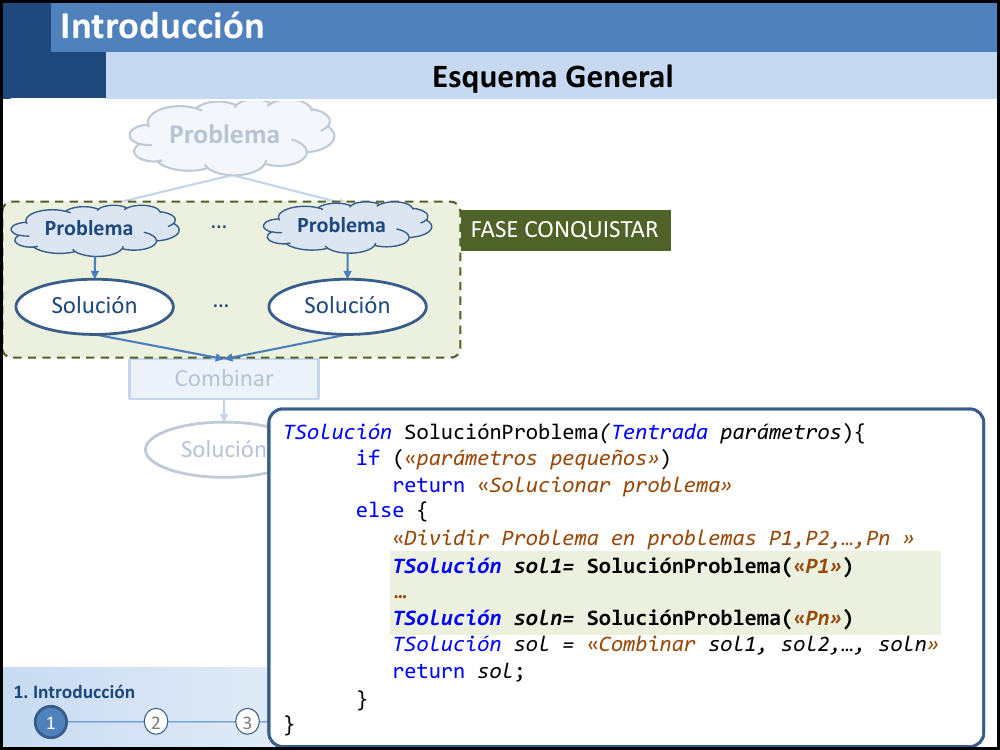 Introducción
Esquema General
Problema
Problema ... Problema
FASE CONQUISTAR
Solución ... Solución
Combinar
Solución
TSolución SoluciónProblema(Tentrada parámetros){
if («parámetros pequeños»)
return «Solucionar problema»
else {
«Dividir Problema en problemas P1,P2,…,Pn »
TSolución sol1= SoluciónProblema(«P1»)
…
TSolución soln= SoluciónProblema(«Pn»)
TSolución sol = «Combinar sol1, sol2,…, soln»
return sol;
}
}
1. Introducción
1 2 3